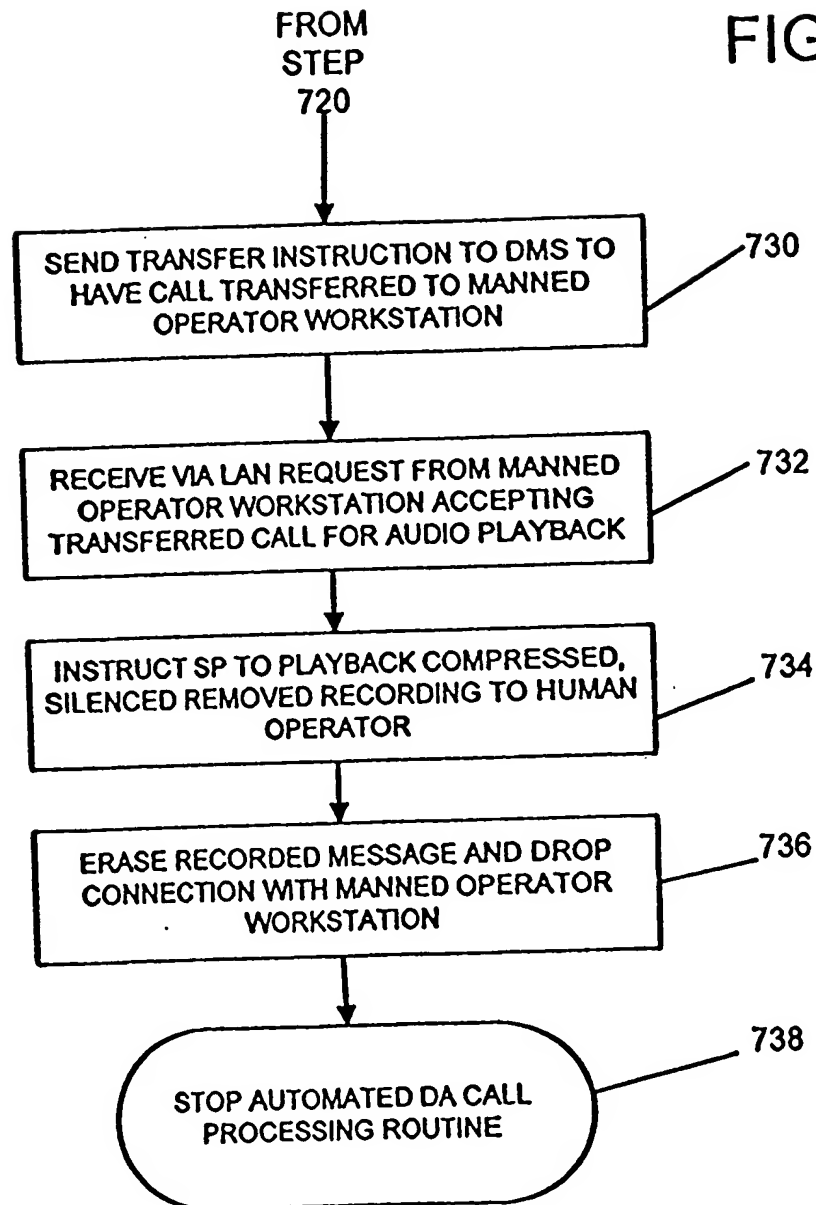 FROM
STEP
720
FIG
SEND TRANSFER INSTRUCTION TO DMS TO
HAVE CALL TRANSFERRED TO MANNED
OPERATOR WORKSTATION
730
RECEIVE VIA LAN REQUEST FROM MANNED
OPERATOR WORKSTATION ACCEPTING
TRANSFERRED CALL FOR AUDIO PLAYBACK
732
INSTRUCT SP TO PLAYBACK COMPRESSED,
SILENCED REMOVED RECORDING TO HUMAN
OPERATOR
734
ERASE RECORDED MESSAGE AND DROP
CONNECTION WITH MANNED OPERATOR
WORKSTATION
736
STOP AUTOMATED DA CALL
PROCESSING ROUTINE
738